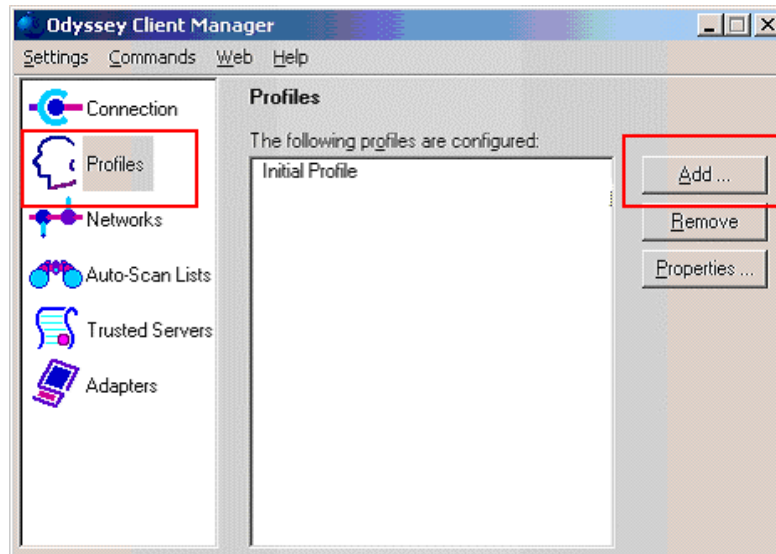 Odyssey Client Manager
Settings Commands Web Help
Connection
Profiles
Networks
Auto-Scan Lists
Trusted Servers
Adapters
Profiles
The following profiles are configured:
Initial Profile
Add ...
Remove
Properties ...